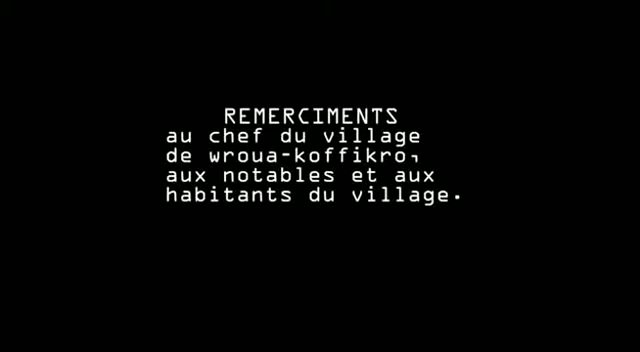 REMERCIMENTS
au chef du village
de wroua-koffikro,
aux notables et aux
habitants du village.